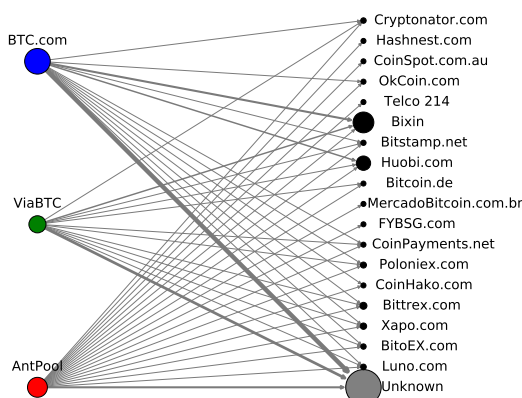 BTC.com
ViaBTC
AntPool
Cryptonator.com
Hashnest.com
CoinSpot.com.au
OkCoin.com
Telco 214
Bixin
Bitstamp.net
Huobi.com
Bitcoin.de
MercadoBitcoin.com.br
FYBSG.com
CoinPayments.net
Poloniex.com
CoinHako.com
Bittrex.com
Xapo.com
BitoEX.com
Luno.com
Unknown